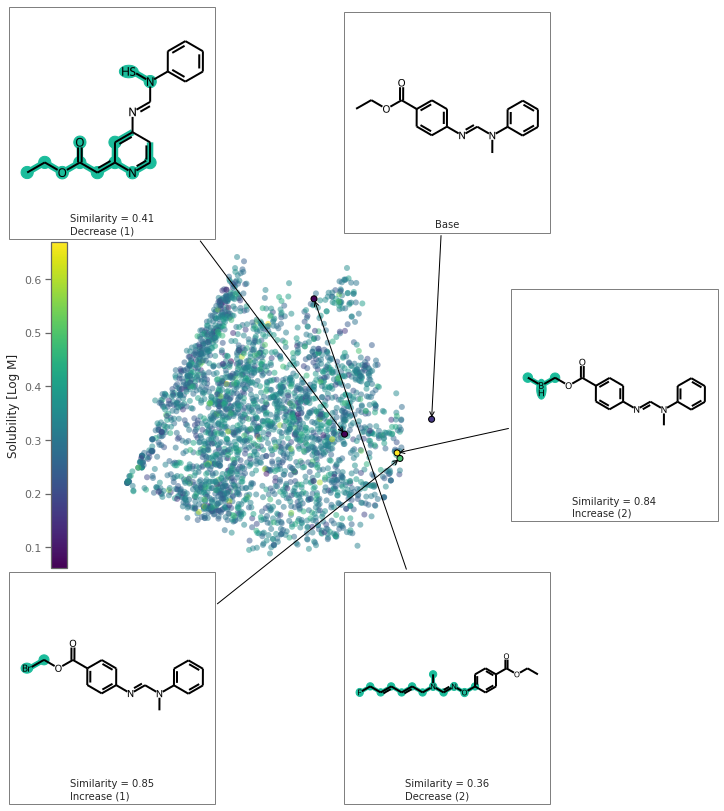 HS
N
N
O
O
N
Similarity = 0.41
Decrease (1)
O
O
N
N
Base
0.6
0.5
0.4
0.3
0.2
0.1
Solubility [Log M]
B
H
O
O
N
N
Similarity = 0.84
Increase (2)
Br
O
O
N
N
Similarity = 0.85
Increase (1)
F
N
N
O
O
O
Similarity = 0.36
Decrease (2)